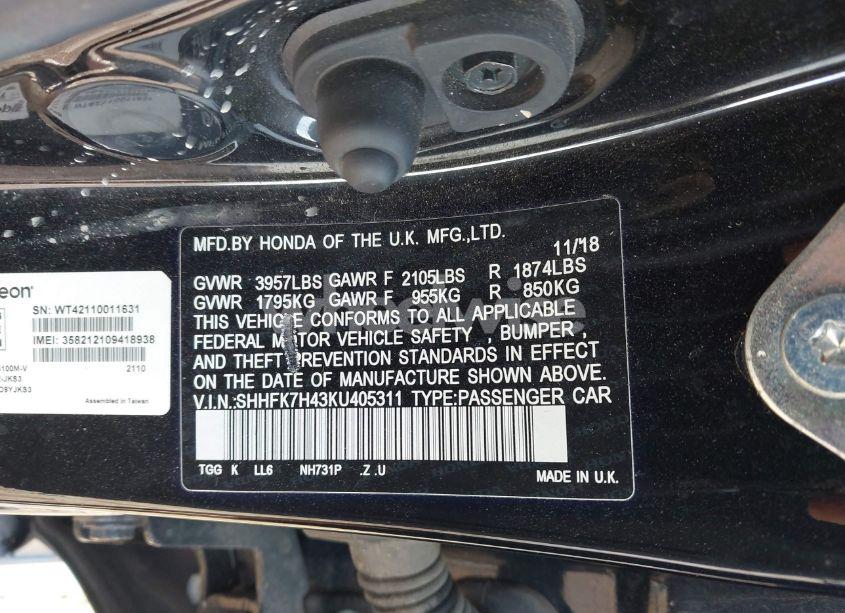 MFD.BY HONDA OF THE U.K. MFG.,LTD.
11/18
GVWR 3957LBS GAWR F 2105LBS R 1874LBS
GVWR 1795KG GAWR F 955KG R 850KG
THIS VEHICLE CONFORMS TO ALL APPLICABLE
FEDERAL MOTOR VEHICLE SAFETY , BUMPER ,
AND THEFT PREVENTION STANDARDS IN EFFECT
ON THE DATE OF MANUFACTURE SHOWN ABOVE.
V.I.N.:SHHFK7H43KU405311 TYPE:PASSENGER CAR
TGG K LL6 NH731P .Z .U
MADE IN U.K.
SN: WT42110011631
IMEI: 358212109418938
100M-V 2110
-JKS3
O9YJKS3
Assembled in Taiwan